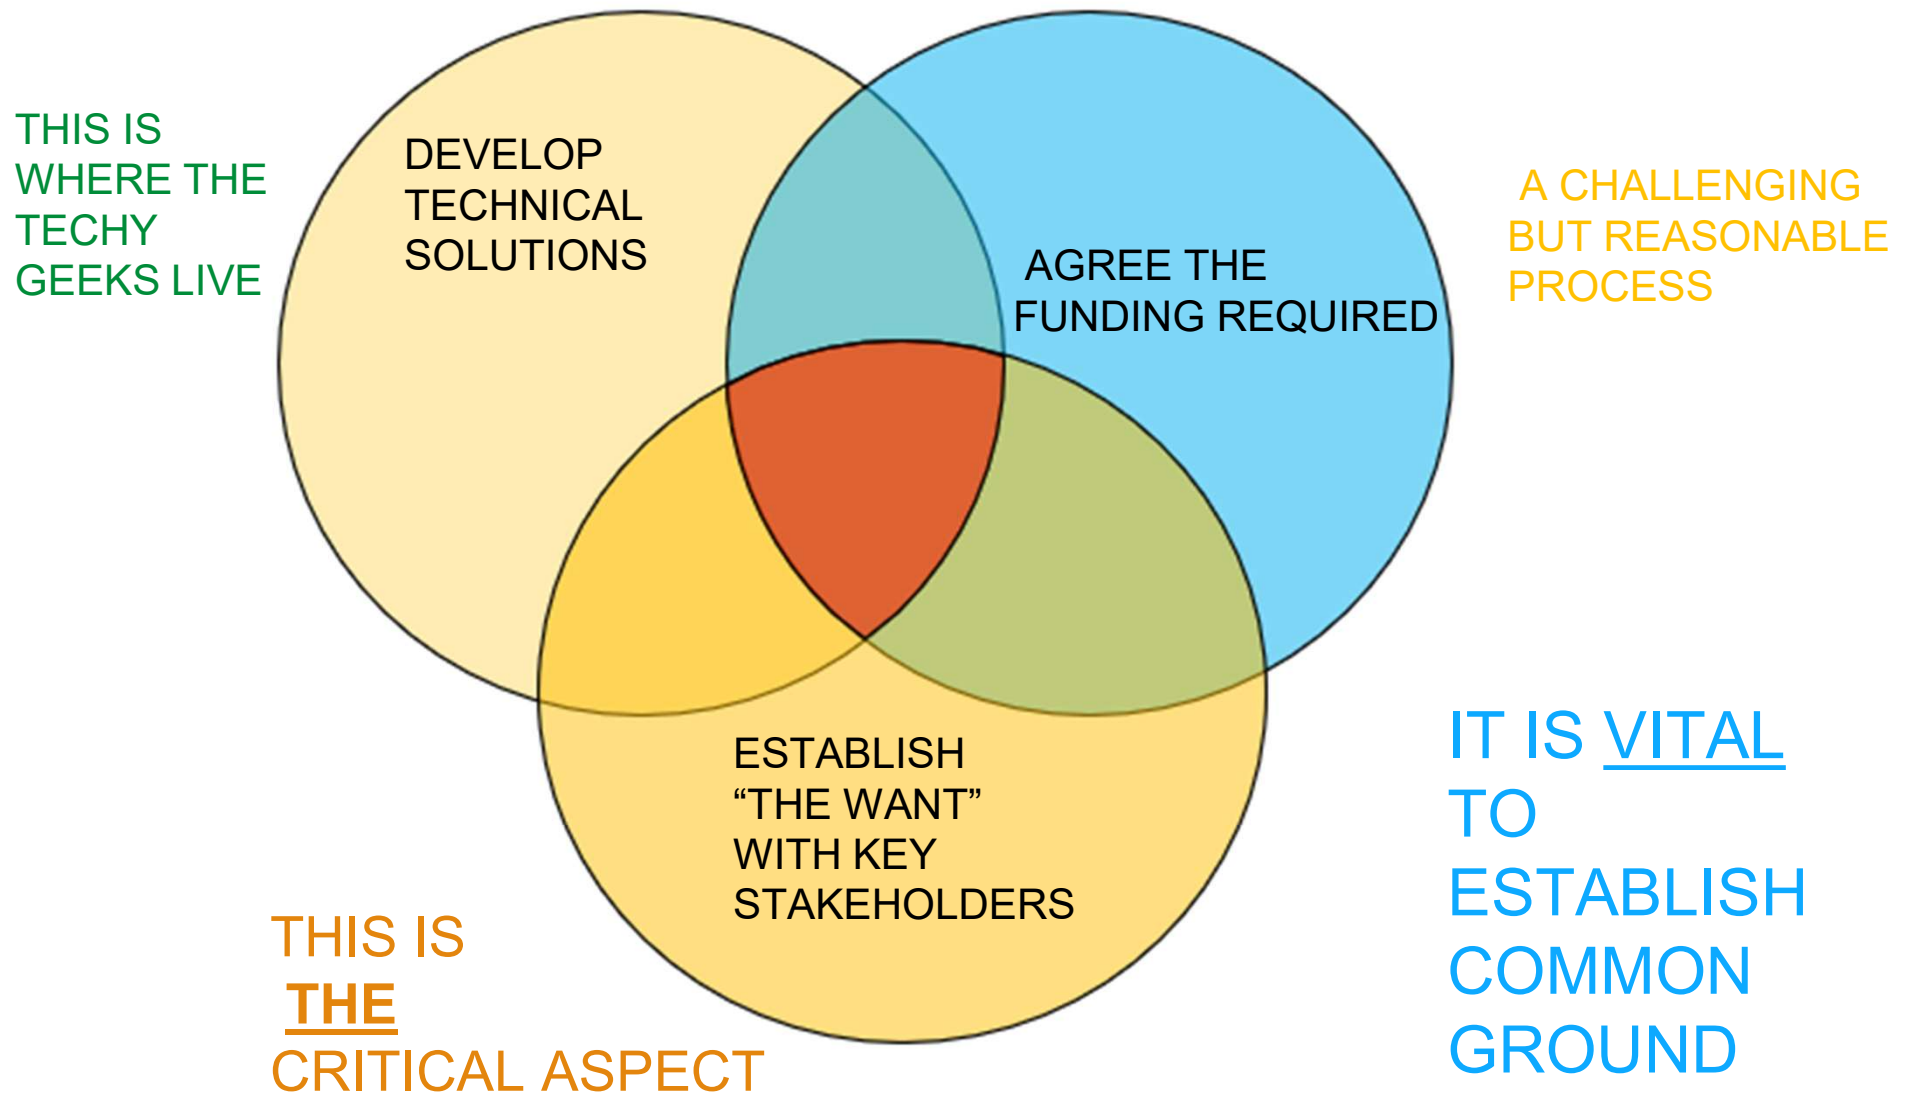 THIS IS
WHERE THE
TECHY
GEEKS LIVE
DEVELOP
TECHNICAL
SOLUTIONS
AGREE THE
FUNDING REQUIRED
A CHALLENGING
BUT REASONABLE
PROCESS
ESTABLISH
“THE WANT”
WITH KEY
STAKEHOLDERS
THIS IS
THE
CRITICAL ASPECT
IT IS VITAL
TO
ESTABLISH
COMMON
GROUND